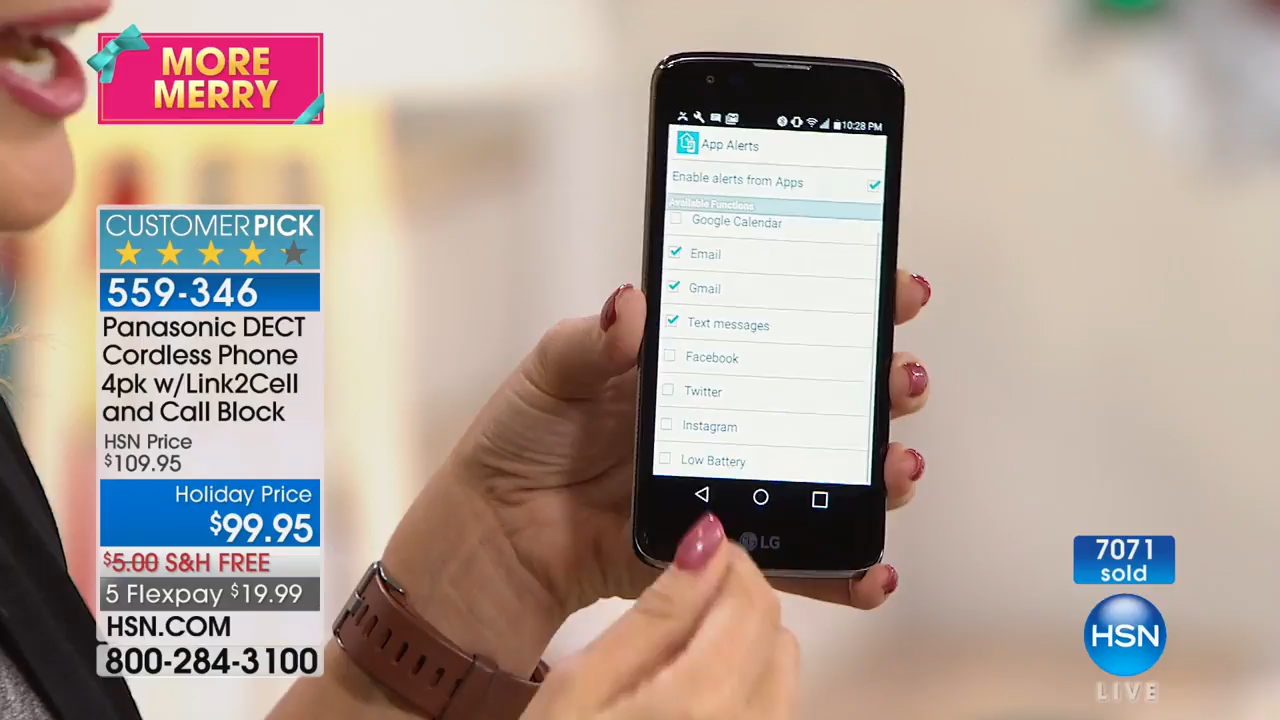 MORE
MERRY
CUSTOMER PICK
559-346
Panasonic DECT
Cordless Phone
4pk w/Link2Cell
and Call Block
HSN Price
$109.95
Holiday Price
$99.95
$5.00 S&H FREE
5 Flexpay $19.99
HSN.COM
800-284-3100
10:28 PM
App Alerts
Enable alerts from Apps
Available Functions
Google Calendar
Email
Gmail
Text messages
Facebook
Twitter
Instagram
Low Battery
LG
7071
sold
HSN
LIVE